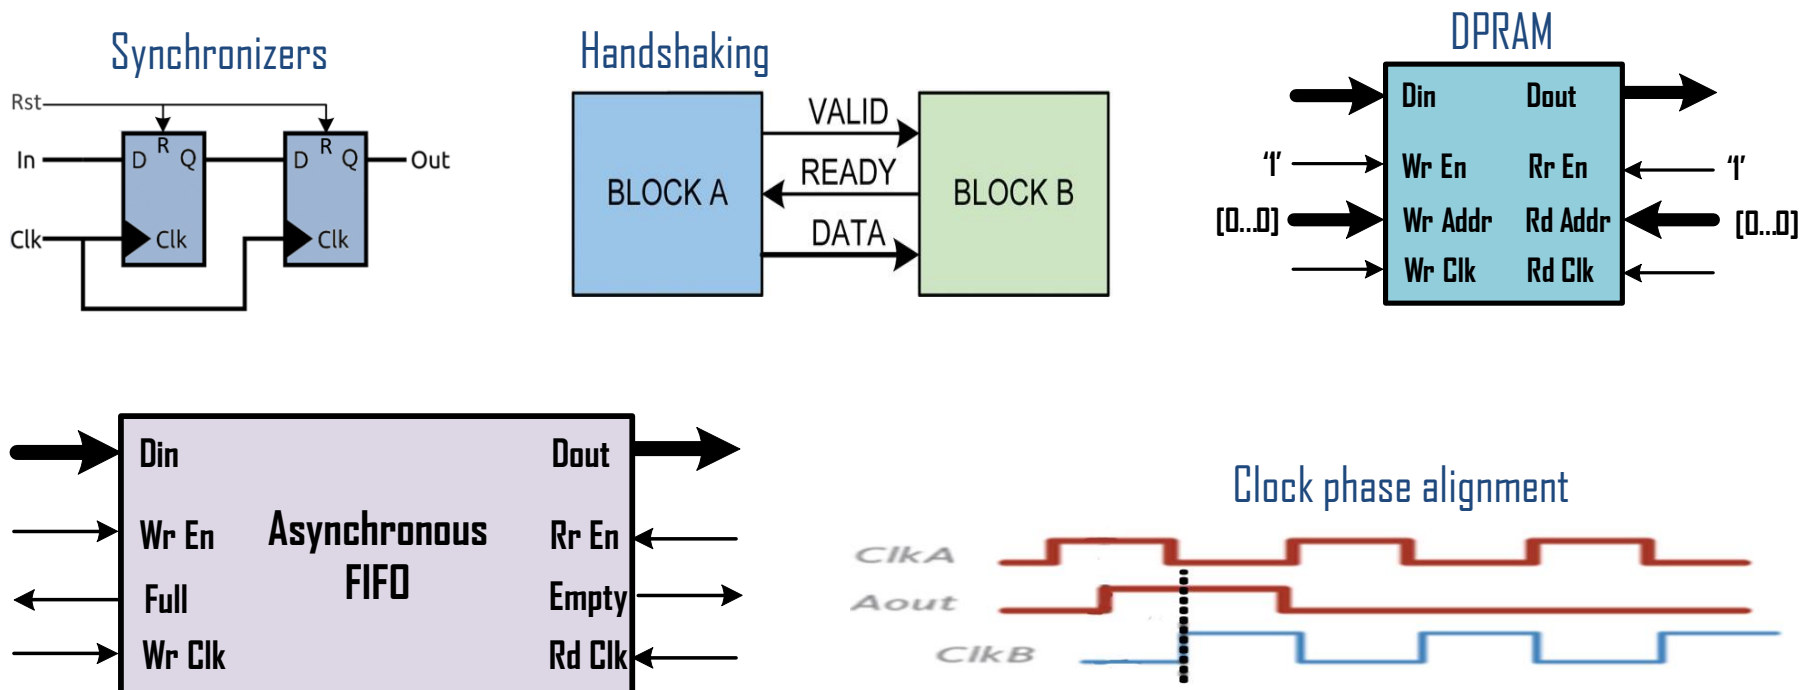 Synchronizers
Rst
In
D
R
Q
D
R
Q
Out
Clk
Clk
Clk
Handshaking
BLOCK A
VALID
READY
DATA
BLOCK B
DPRAM
Din
Dout
'1'
Wr En
Rr En
'1'
[0...0]
Wr Addr
Rd Addr
[0...0]
Wr Clk
Rd Clk
Din
Dout
Wr En
Asynchronous
FIFO
Rr En
Full
Empty
Wr Clk
Rd Clk
Clock phase alignment
ClkA
Aout
ClkB